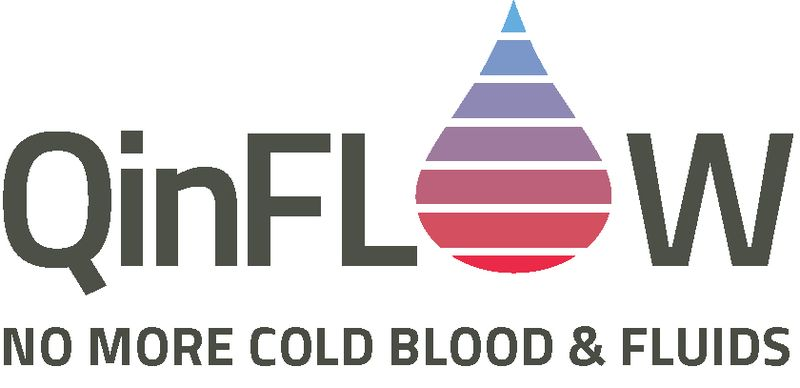 QinFLOW
NO MORE COLD BLOOD & FLUIDS